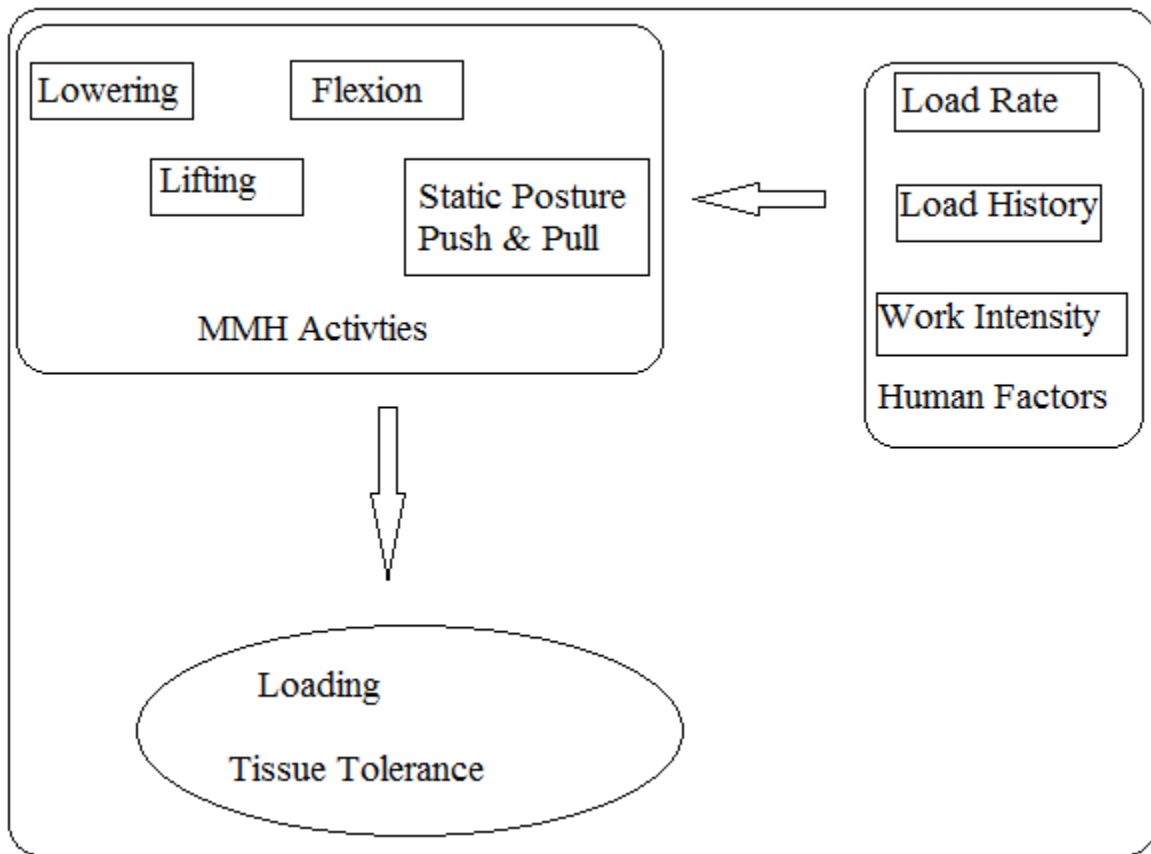 Lowering
Flexion
Lifting
Static Posture
Push & Pull
MMH Activties
Load Rate
Load History
Work Intensity
Human Factors
Loading
Tissue Tolerance